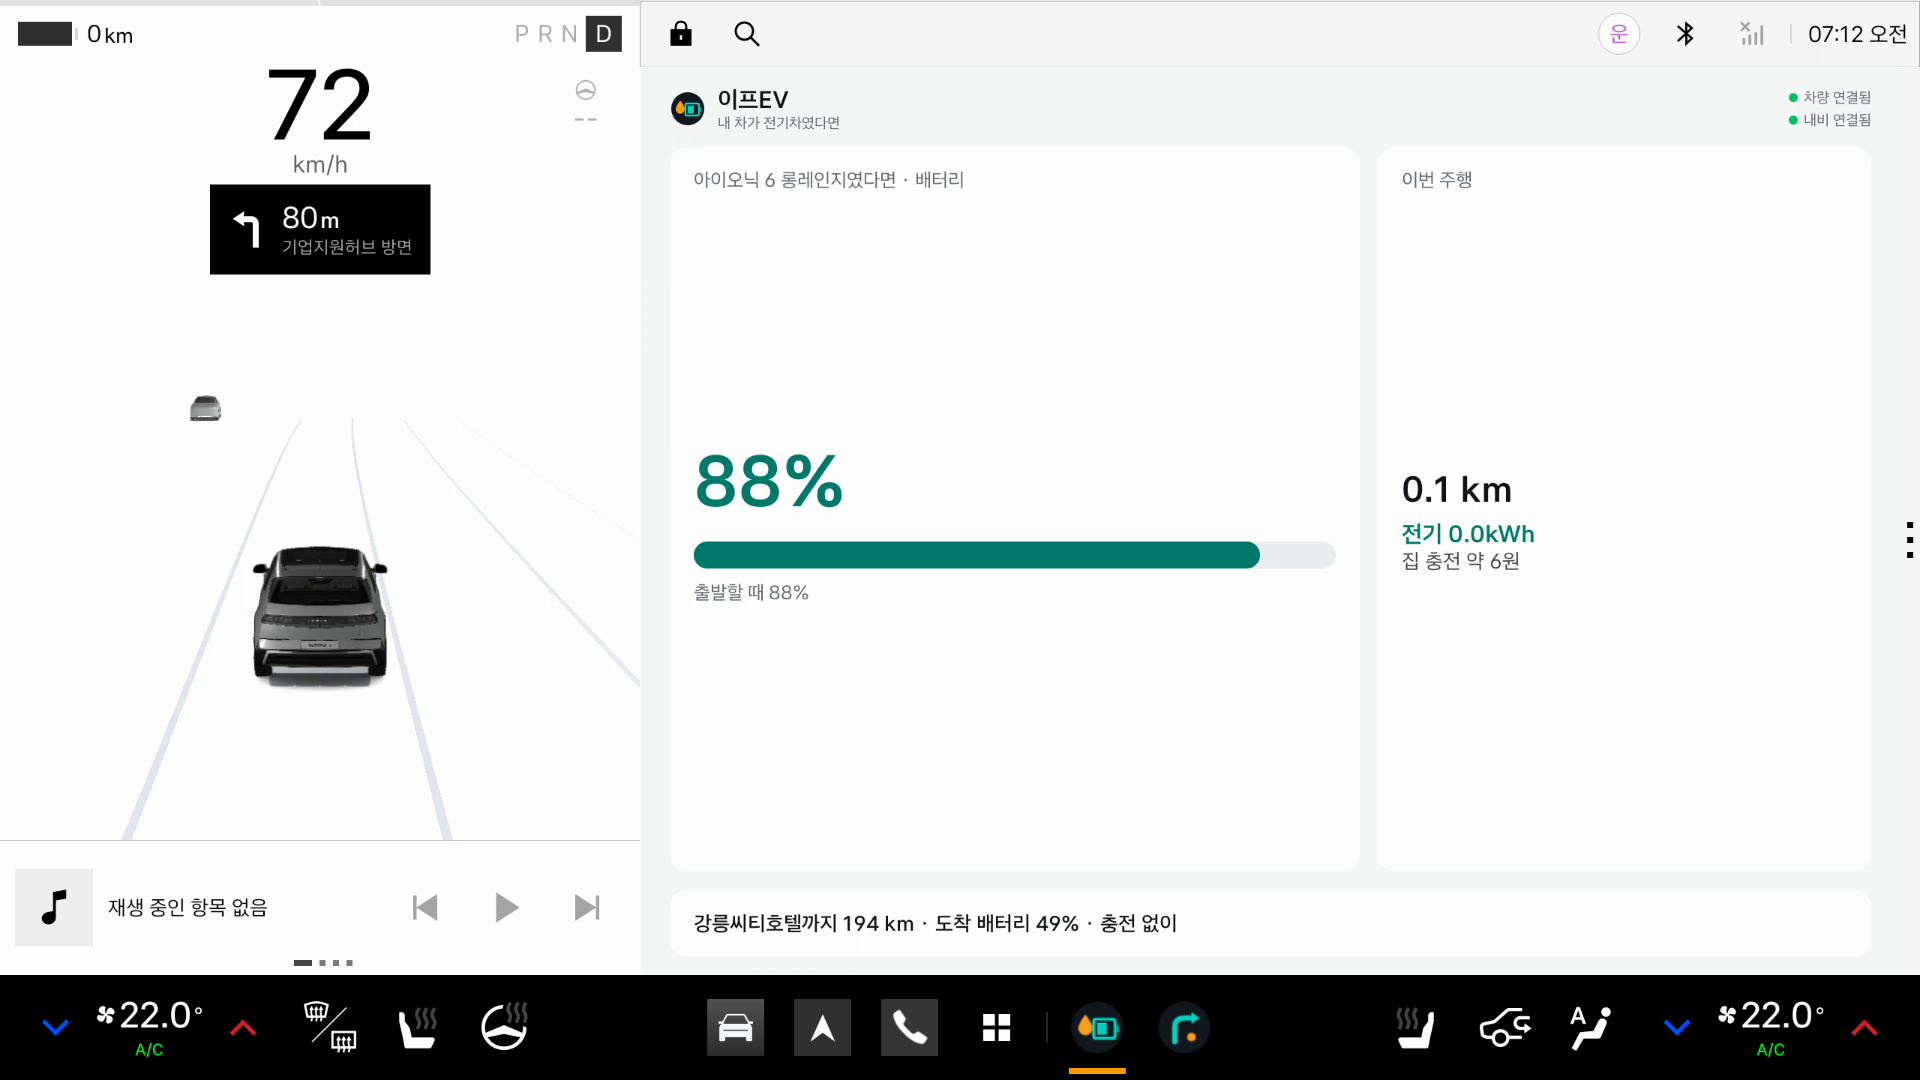 0 km
P R N D
72
km/h
80 m
기업지원허브 방면
재생 중인 항목 없음
운
07:12 오전
이프EV
내 차가 전기차였다면
차량 연결됨
내비 연결됨
아이오닉 6 롱레인지였다면 · 배터리
88%
출발할 때 88%
이번 주행
0.1 km
전기 0.0kWh
집 충전 약 6원
강릉씨티호텔까지 194 km · 도착 배터리 49% · 충전 없이
22.0°
A/C
A
22.0°
A/C